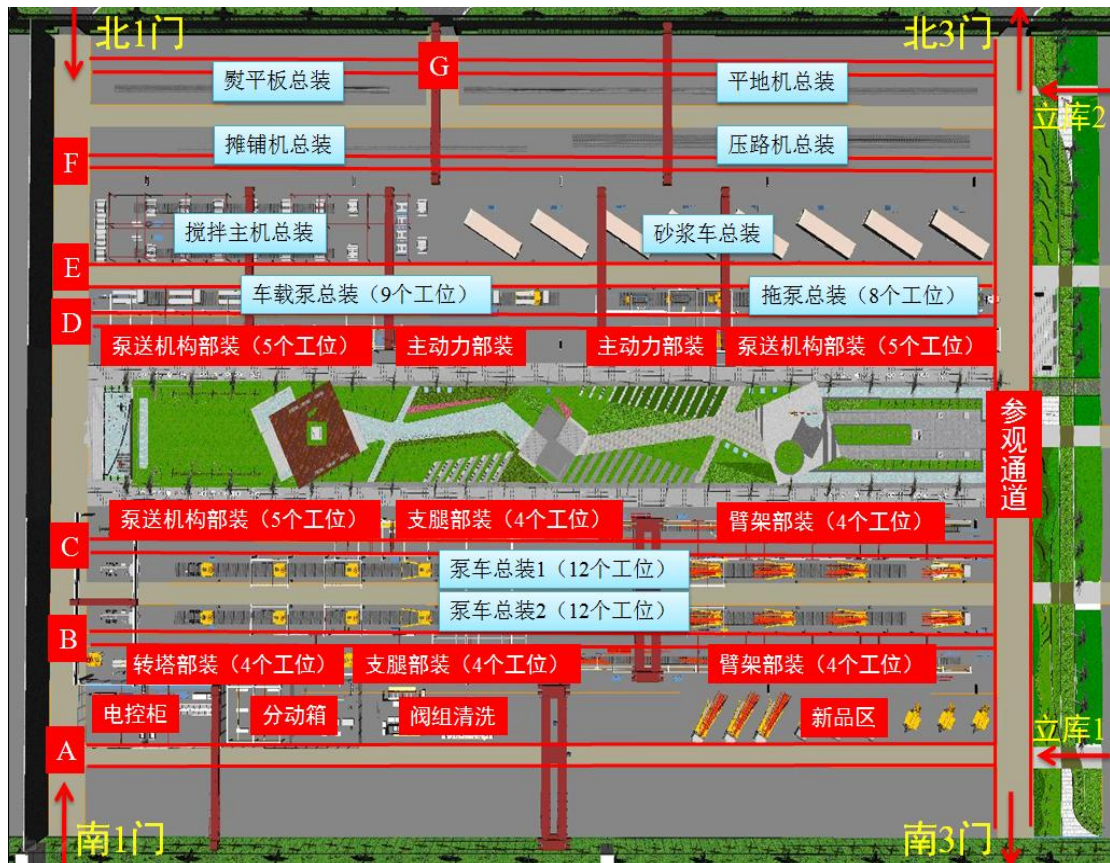 北1门
G
北3门
熨平板总装
平地机总装
立库2
摊铺机总装
压路机总装
F
搅拌主机总装
砂浆车总装
E
车载泵总装（9个工位）
拖泵总装（8个工位）
D
泵送机构部装（5个工位）
主动力部装
主动力部装
泵送机构部装（5个工位）
参观通道
泵送机构部装（5个工位）
支腿部装（4个工位）
臂架部装（4个工位）
C
泵车总装1（12个工位）
泵车总装2（12个工位）
B
转塔部装（4个工位）
支腿部装（4个工位）
臂架部装（4个工位）
电控柜
分动箱
阀组清洗
新品区
立库1
A
南1门
南3门